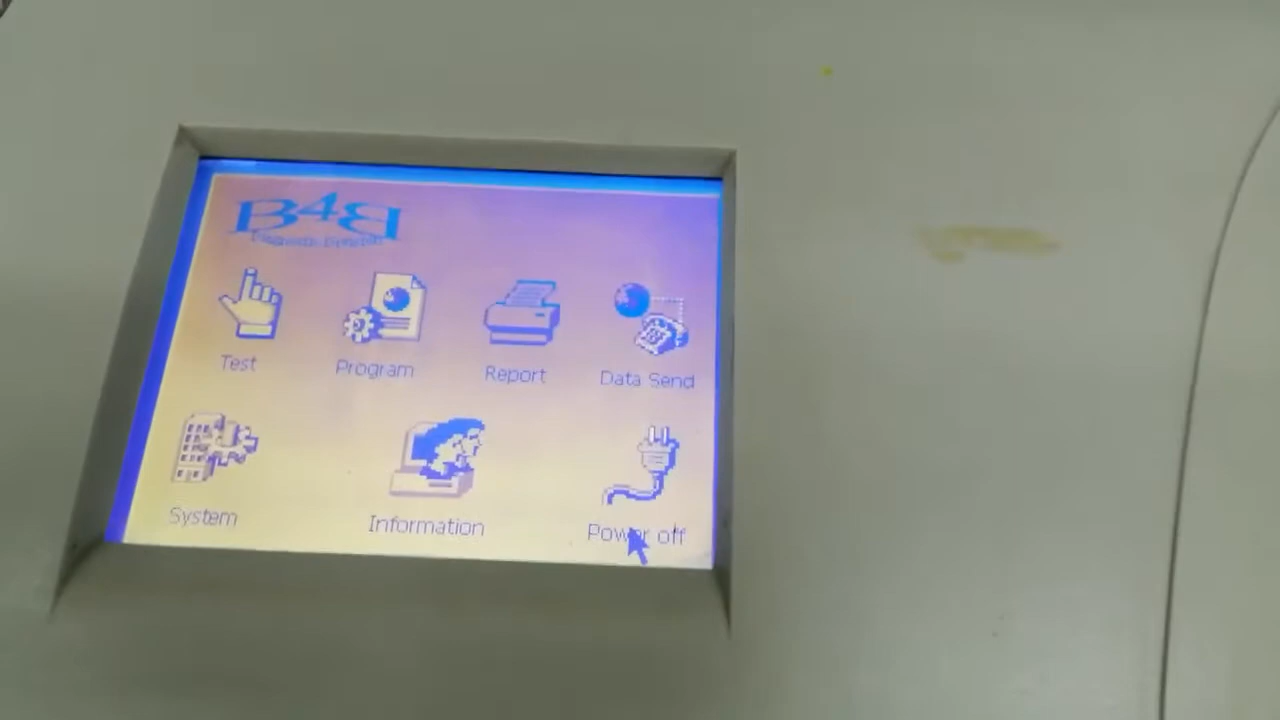 B4B
Test
Program
Report
Data Send
System
Information
Power off